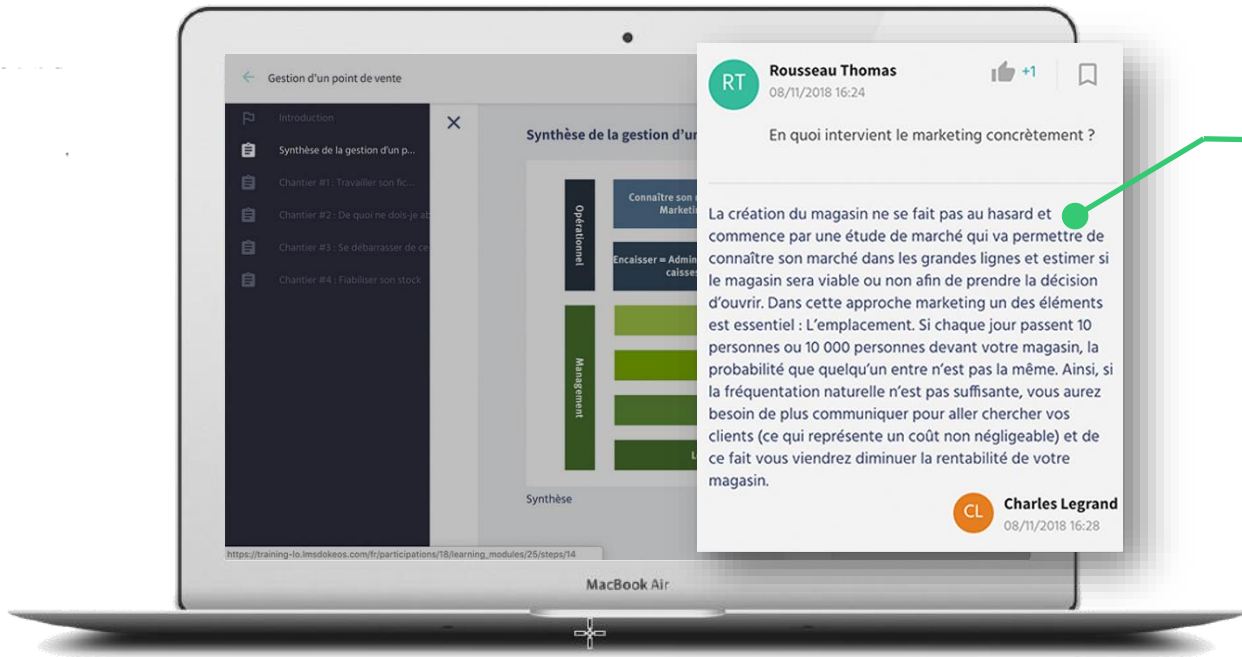 Gestion d'un point de vente
Introduction
Synthèse de la gestion d'un p...
Chantier #1 : Travailler son fic...
Chantier #2 : De quoi ne dois-je ab
Chantier #3 : Se débarrasser de ce
Chantier #4 : Fiabiliser son stock
Synthèse de la gestion d'un
Opérationnel
Connaître son
Marketi
Encaisser = Admin
caisses
Management
Synthèse
https://training-lo.lmsdokeos.com/fr/participations/18/learning_modules/25/steps/14
RT
Rousseau Thomas
+1
08/11/2018 16:24
En quoi intervient le marketing concrètement ?
La création du magasin ne se fait pas au hasard et
commence par une étude de marché qui va permettre de
connaître son marché dans les grandes lignes et estimer si
le magasin sera viable ou non afin de prendre la décision
d'ouvrir. Dans cette approche marketing un des éléments
est essentiel : L'emplacement. Si chaque jour passent 10
personnes ou 10 000 personnes devant votre magasin, la
probabilité que quelqu'un entre n'est pas la même. Ainsi, si
la fréquentation naturelle n'est pas suffisante, vous aurez
besoin de plus communiquer pour aller chercher vos
clients (ce qui représente un coût non négligeable) et de
ce fait vous viendrez diminuer la rentabilité de votre
magasin.
CL
Charles Legrand
08/11/2018 16:28
MacBook Air